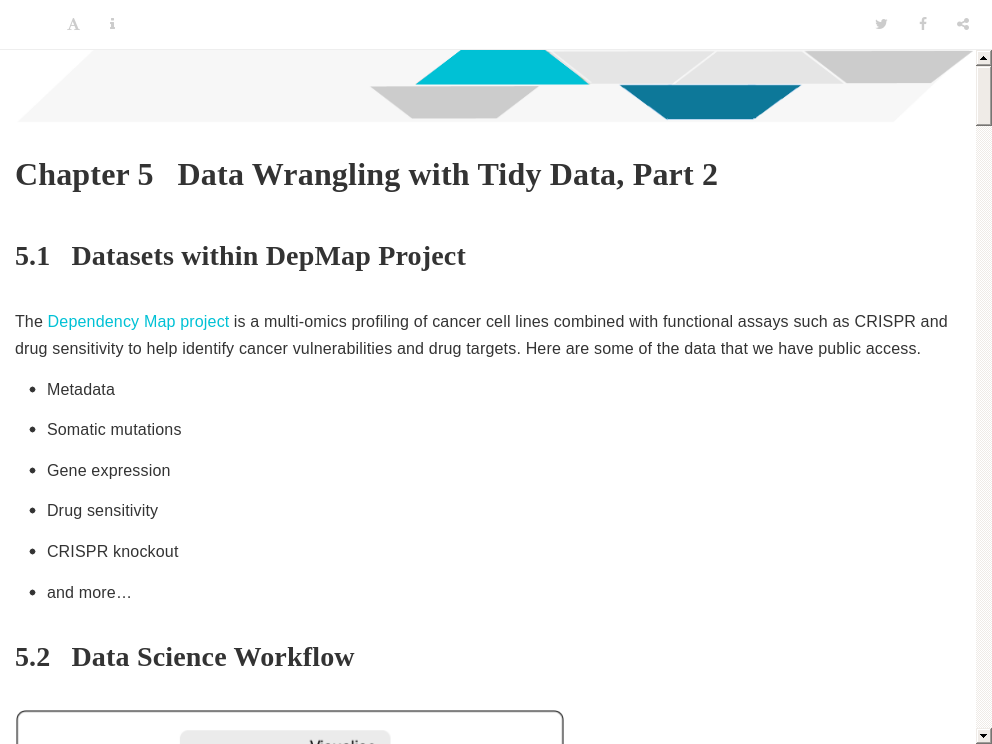 Chapter 5 Data Wrangling with Tidy Data, Part 2
5.1 Datasets within DepMap Project
The Dependency Map project is a multi-omics profiling of cancer cell lines combined with functional assays such as CRISPR and
drug sensitivity to help identify cancer vulnerabilities and drug targets. Here are some of the data that we have public access.
• Metadata
• Somatic mutations
• Gene expression
• Drug sensitivity
• CRISPR knockout
• and more…
5.2 Data Science Workflow